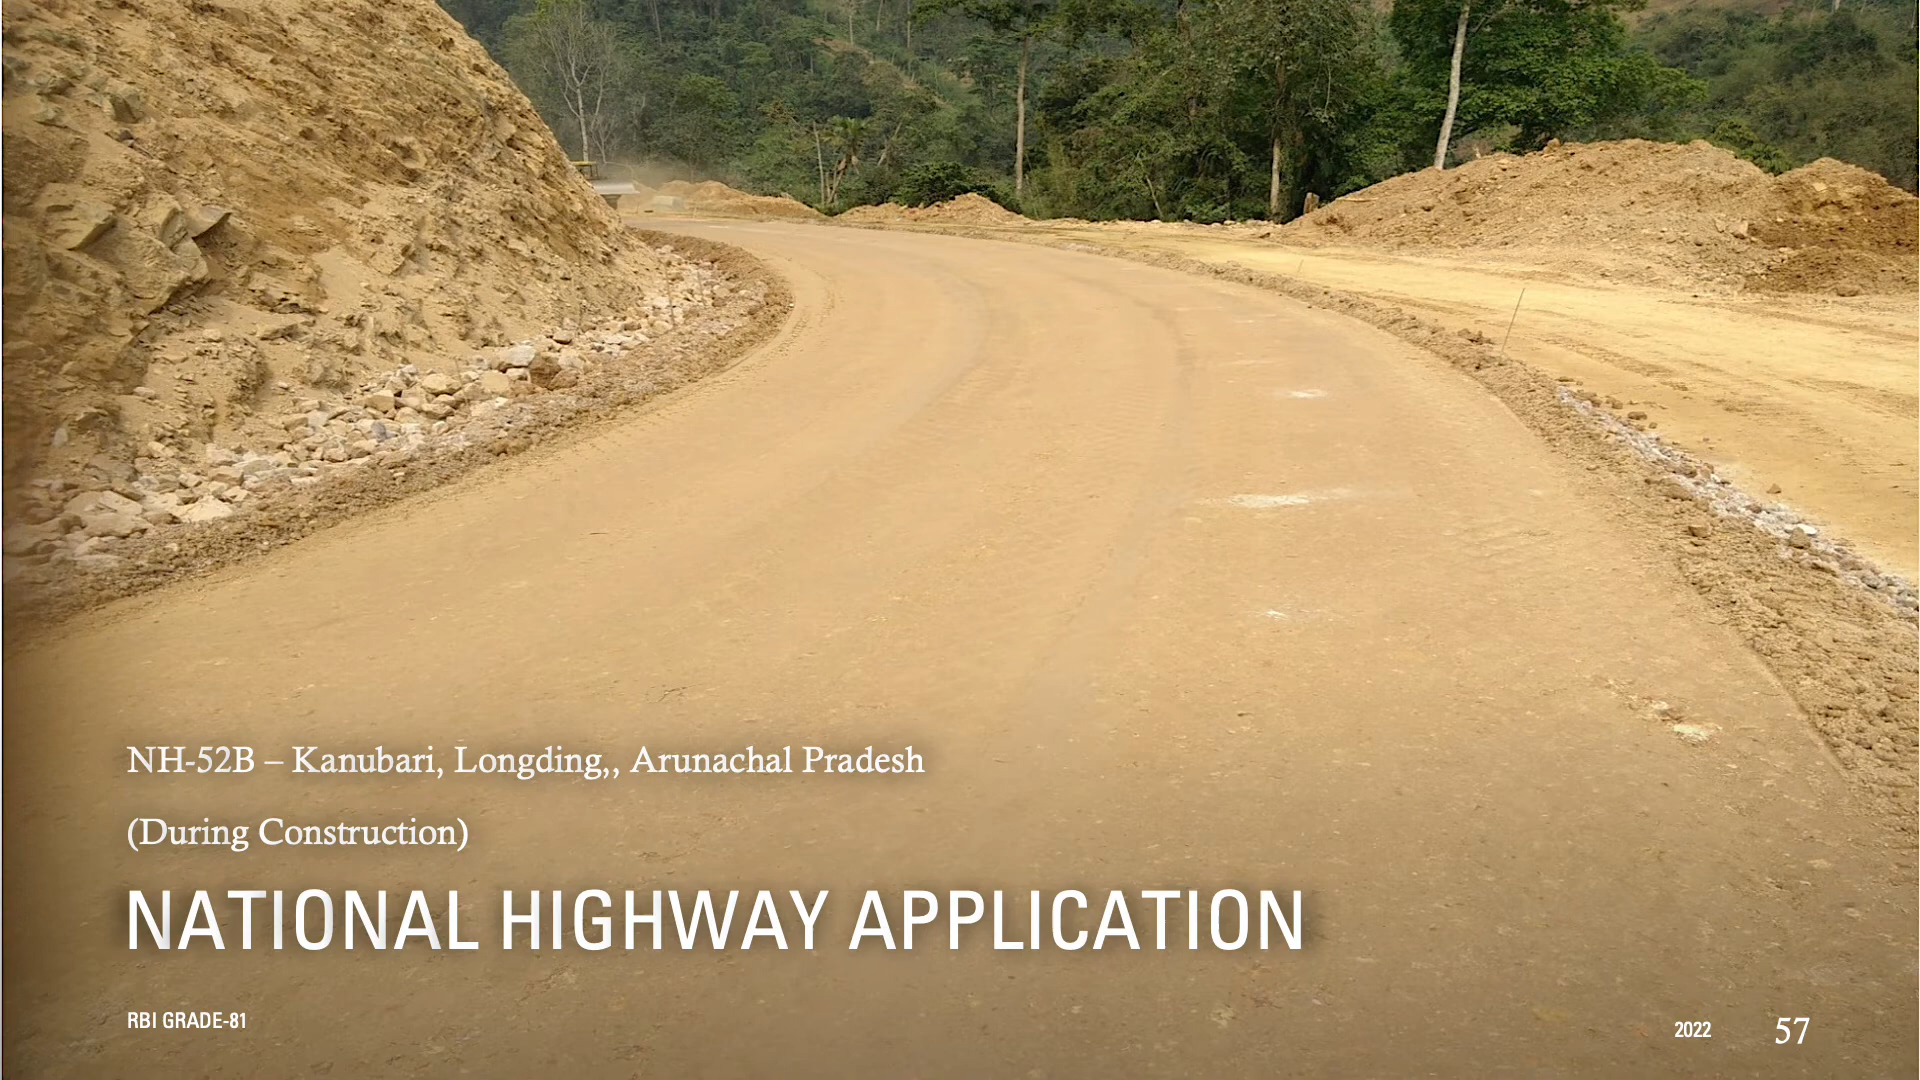 NH-52B – Kanubari, Longding,, Arunachal Pradesh
(During Construction)
NATIONAL HIGHWAY APPLICATION
RBI GRADE-81
2022
57